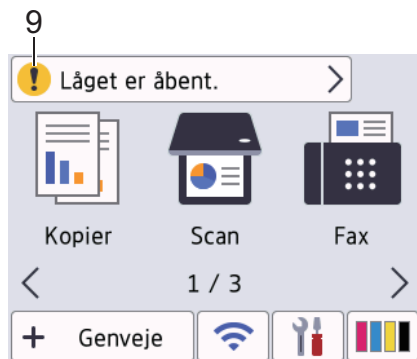 9
Låget er åbent.
Kopier Scan Fax
1 / 3
+ Genveje